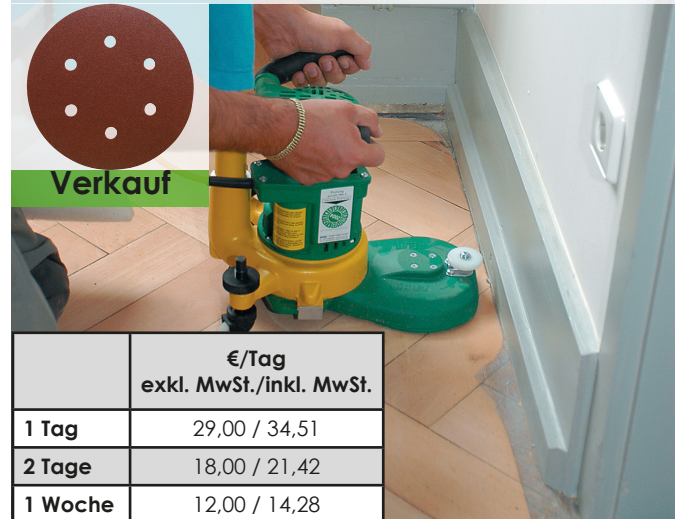 Verkauf
€/Tag
exkl. MwSt./inkl. MwSt.
1 Tag 29,00 / 34,51
2 Tage 18,00 / 21,42
1 Woche 12,00 / 14,28